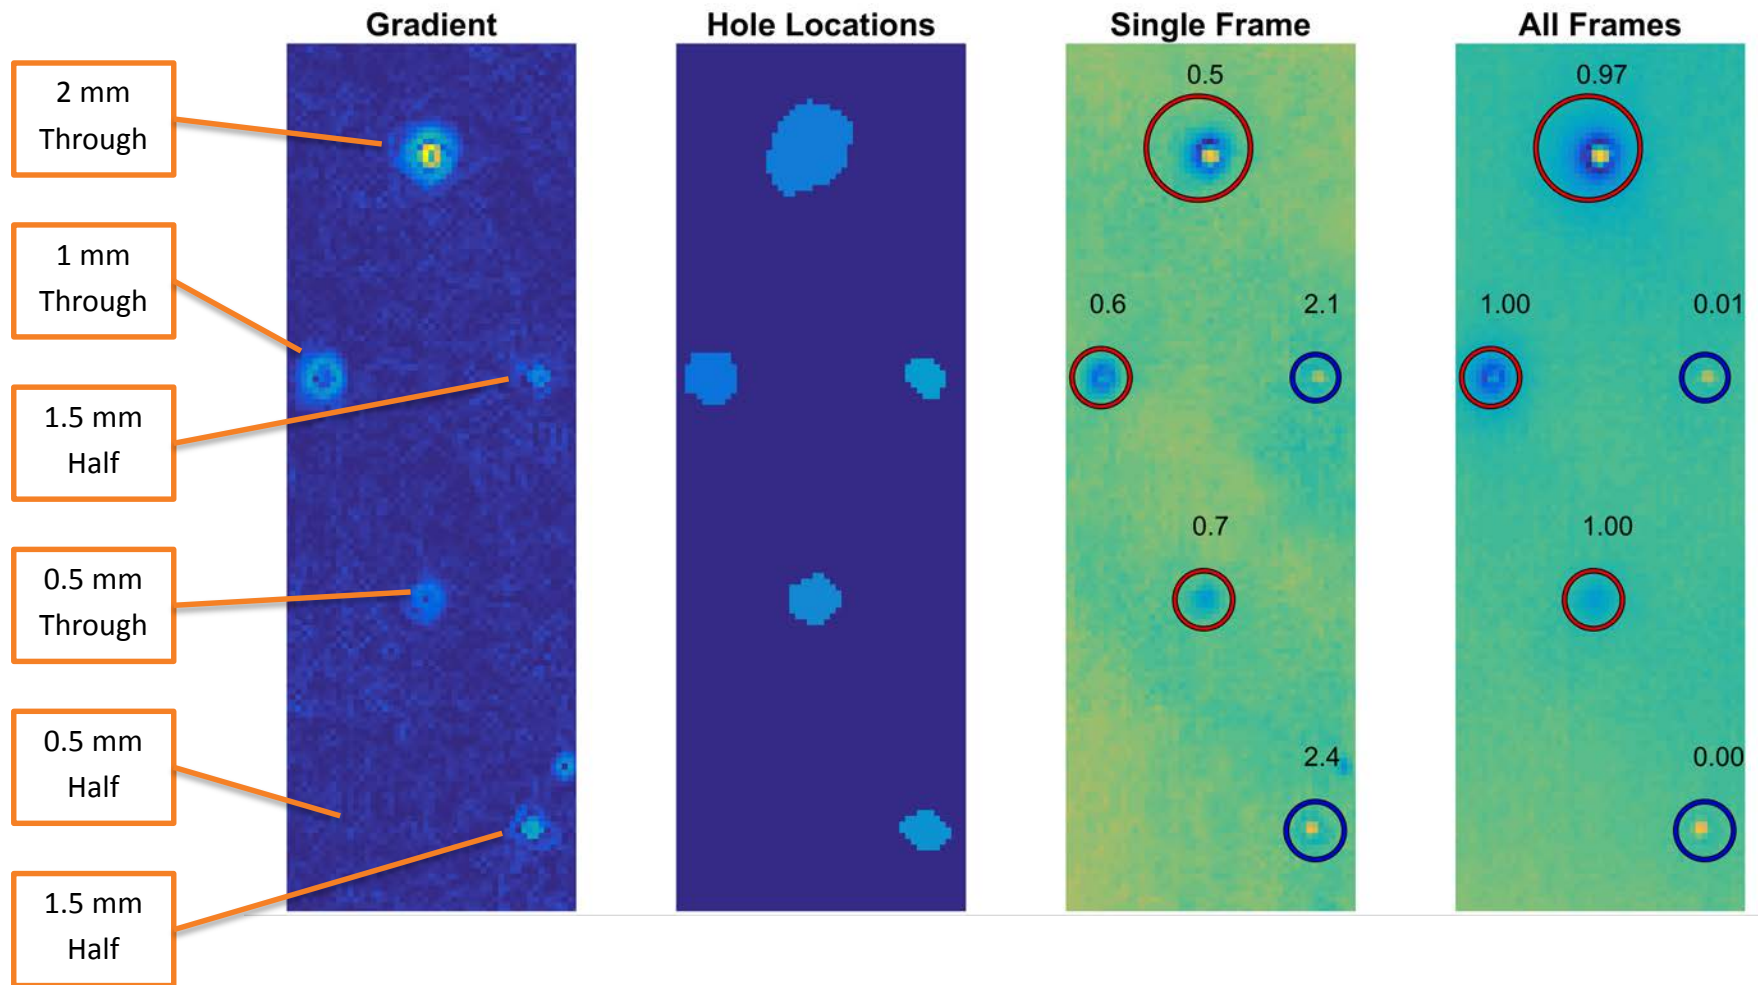 Gradient
Hole Locations
Single Frame
All Frames
2 mm
Through
1 mm
Through
1.5 mm
Half
0.5 mm
Through
0.5 mm
Half
1.5 mm
Half
0.5
0.97
0.6
2.1
1.00
0.01
0.7
1.00
2.4
0.00